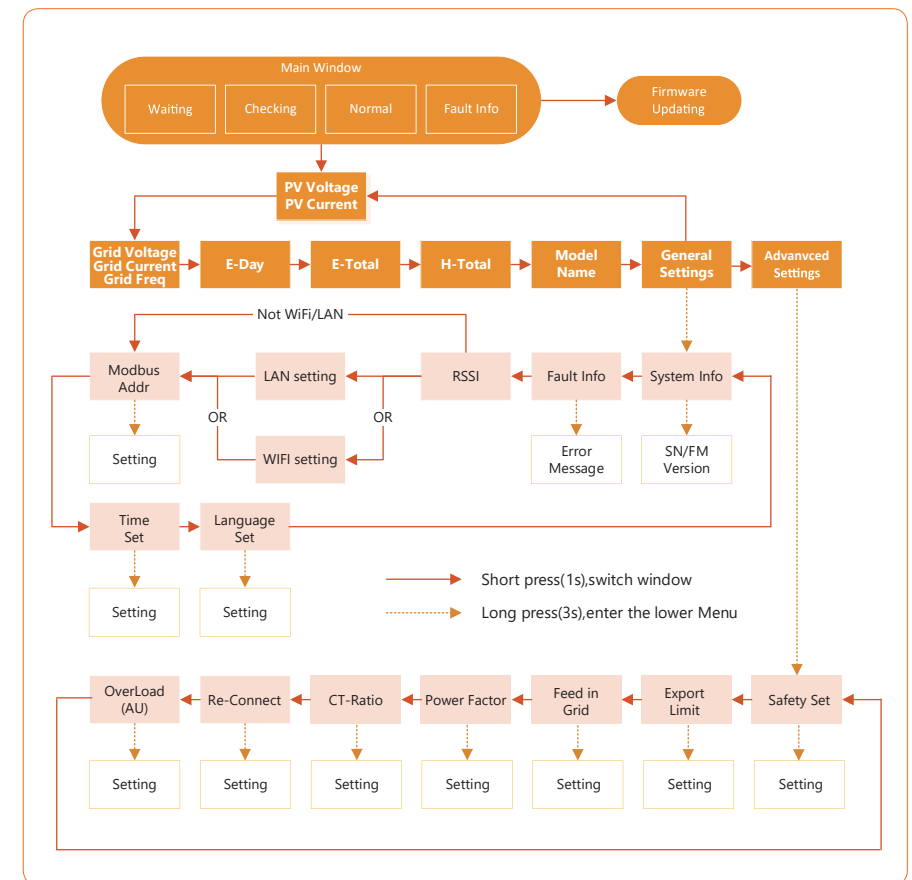 Main Window
Waiting
Checking
Normal
Fault Info
Firmware
Updating
PV Voltage
PV Current
Grid Voltage
Grid Current
Grid Freq
E-Day
E-Total
H-Total
Model
Name
General
Settings
Advanvced
Settings
Not WiFi/LAN
Modbus
Addr
LAN setting
RSSI
Fault Info
System Info
OR
OR
Setting
WIFI setting
Error
Message
SN/FM
Version
Time
Set
Language
Set
Short press(1s),switch window
Setting
Setting
Long press(3s),enter the lower Menu
OverLoad
(AU)
Re-Connect
CT-Ratio
Power Factor
Feed in
Grid
Export
Limit
Safety Set
Setting
Setting
Setting
Setting
Setting
Setting
Setting